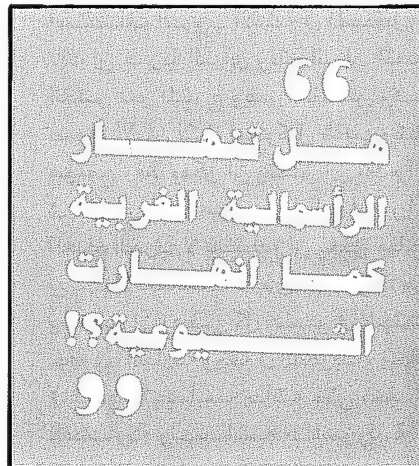 “
هل تنهار
الرأسمالية الغربية
كما انهارت
الشيوعية؟!
”